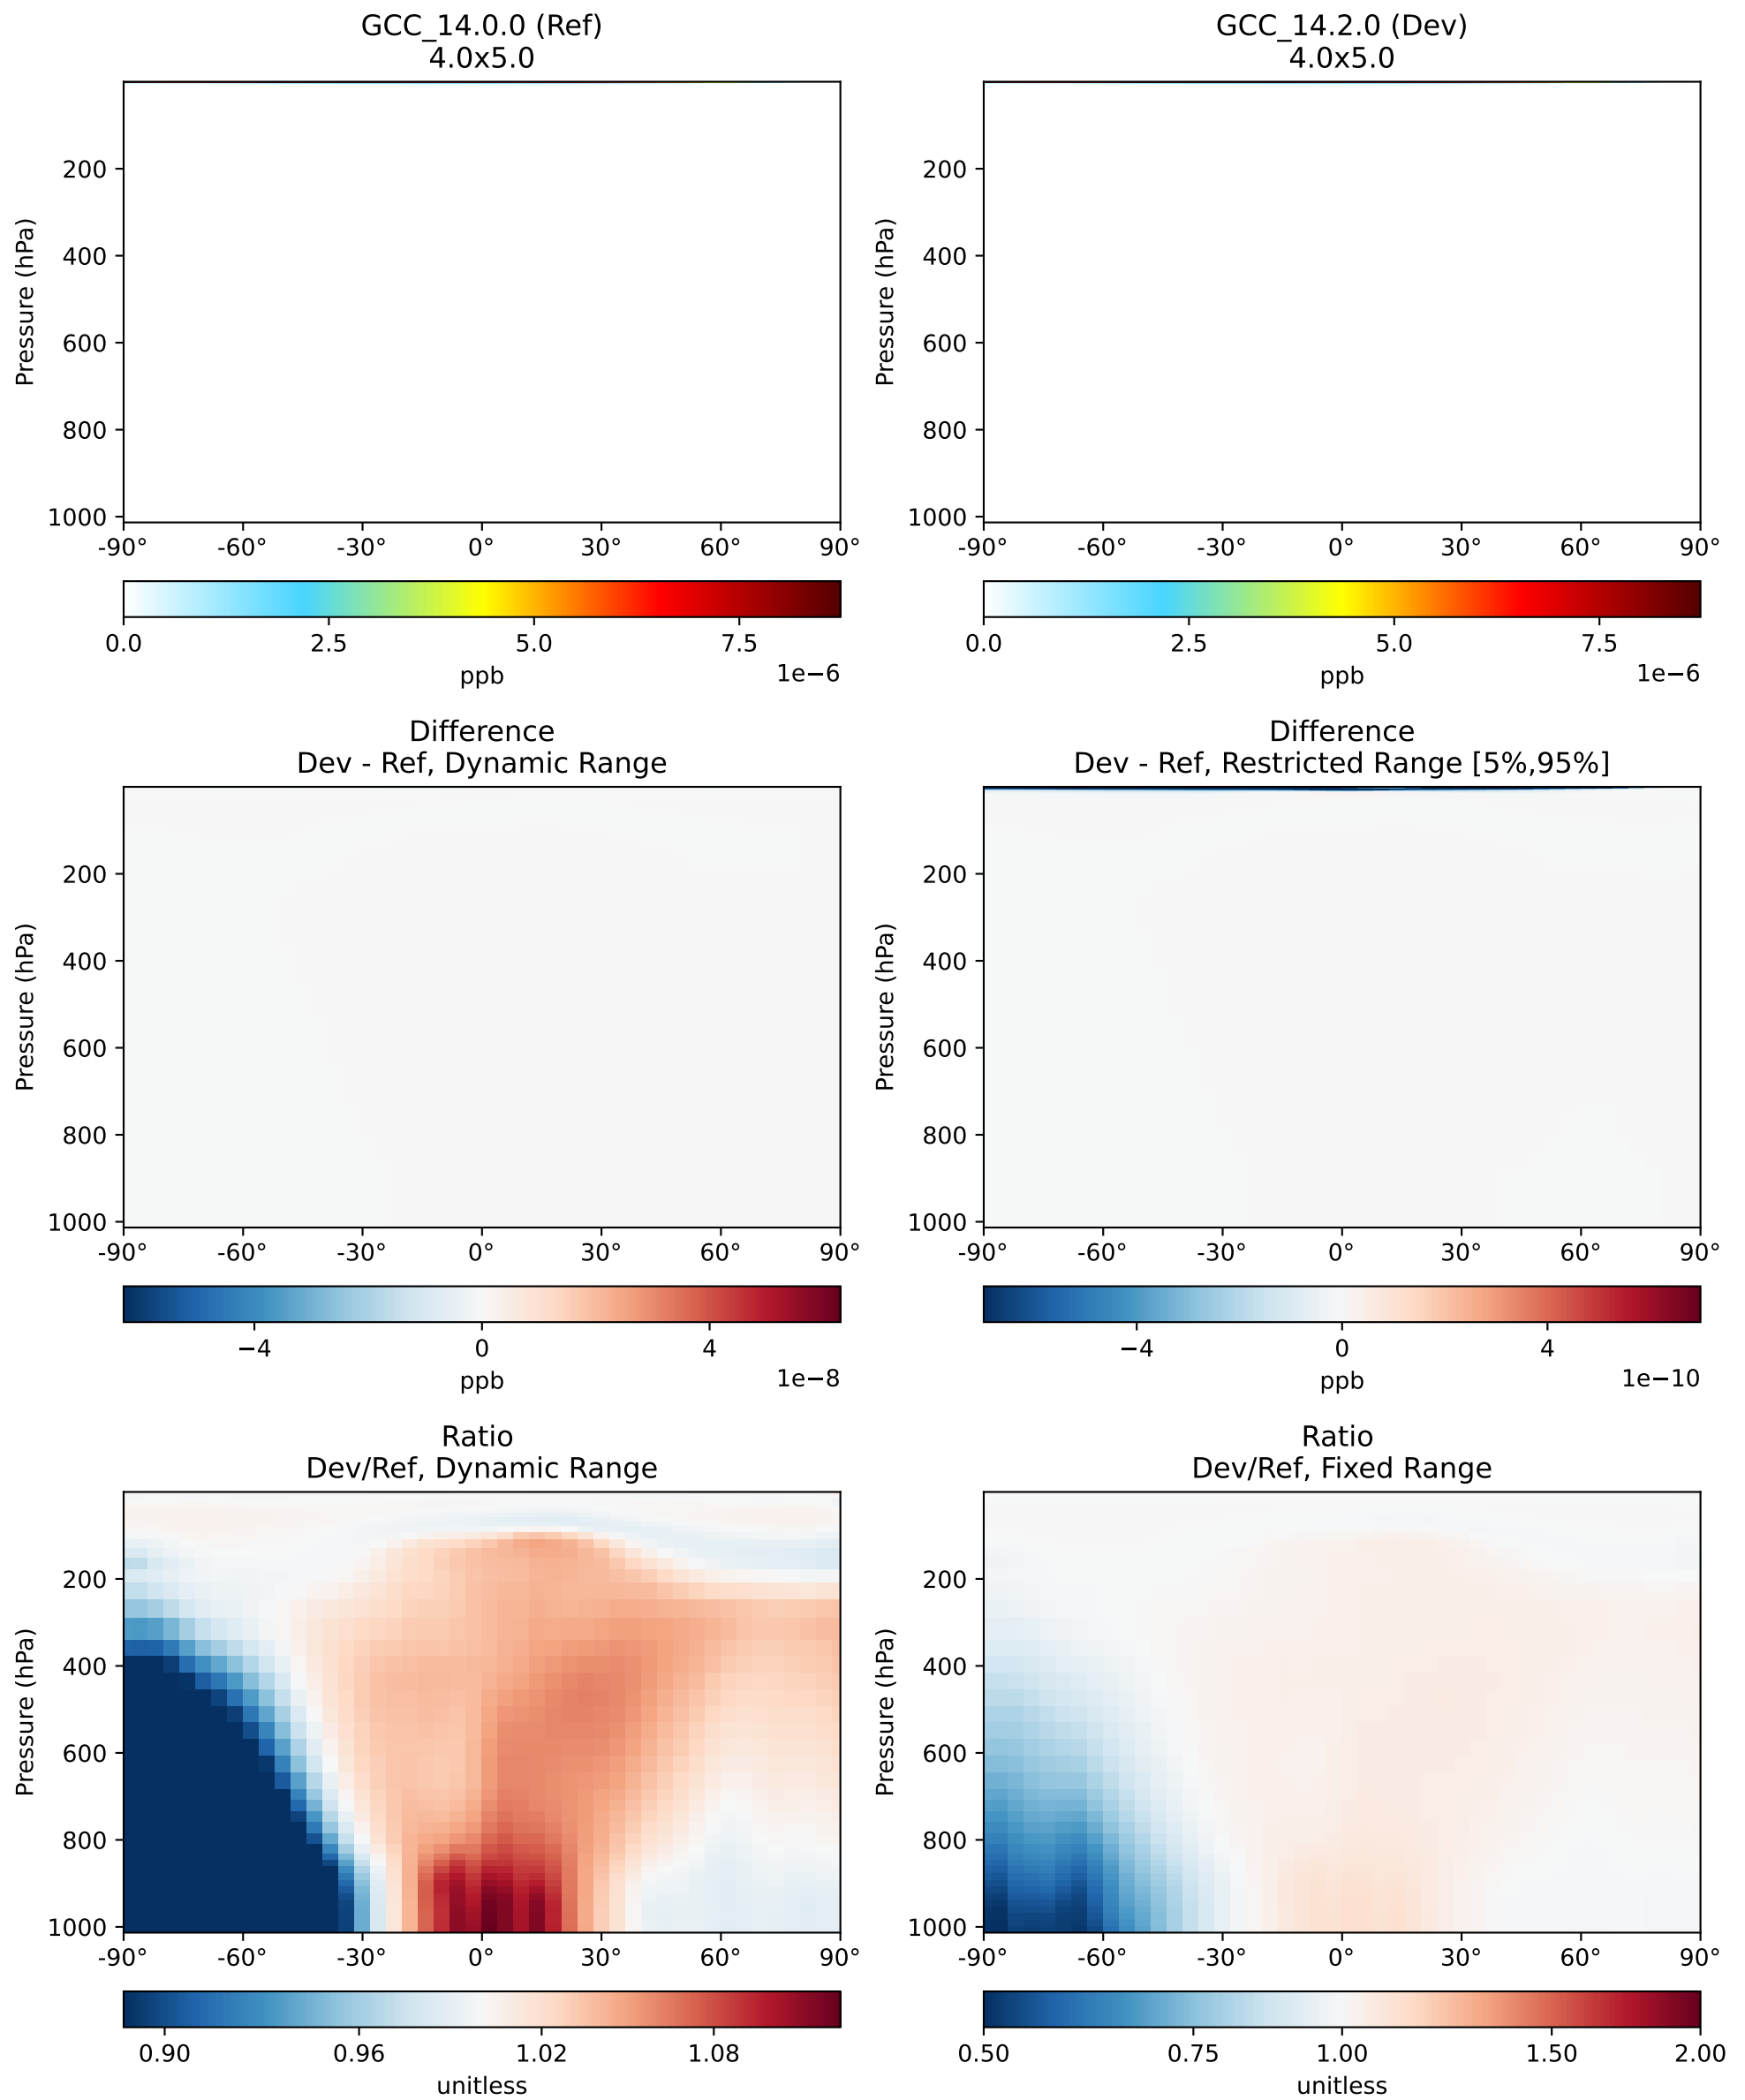 GCC_14.0.0 (Ref)
4.0x5.0
GCC_14.2.0 (Dev)
4.0x5.0
Pressure (hPa)
200
400
600
800
1000
-90° -60° -30° 0° 30° 60° 90°
0.0 2.5 5.0 7.5
ppb
1e−6
Pressure (hPa)
200
400
600
800
1000
-90° -60° -30° 0° 30° 60° 90°
0.0 2.5 5.0 7.5
ppb
1e−6
Difference
Dev - Ref, Dynamic Range
Difference
Dev - Ref, Restricted Range [5%,95%]
Pressure (hPa)
200
400
600
800
1000
-90° -60° -30° 0° 30° 60° 90°
−4 0 4
ppb
1e−8
Pressure (hPa)
200
400
600
800
1000
-90° -60° -30° 0° 30° 60° 90°
−4 0 4
ppb
1e−10
Ratio
Dev/Ref, Dynamic Range
Ratio
Dev/Ref, Fixed Range
Pressure (hPa)
200
400
600
800
1000
-90° -60° -30° 0° 30° 60° 90°
0.90 0.96 1.02 1.08
unitless
Pressure (hPa)
200
400
600
800
1000
-90° -60° -30° 0° 30° 60° 90°
0.50 0.75 1.00 1.50 2.00
unitless